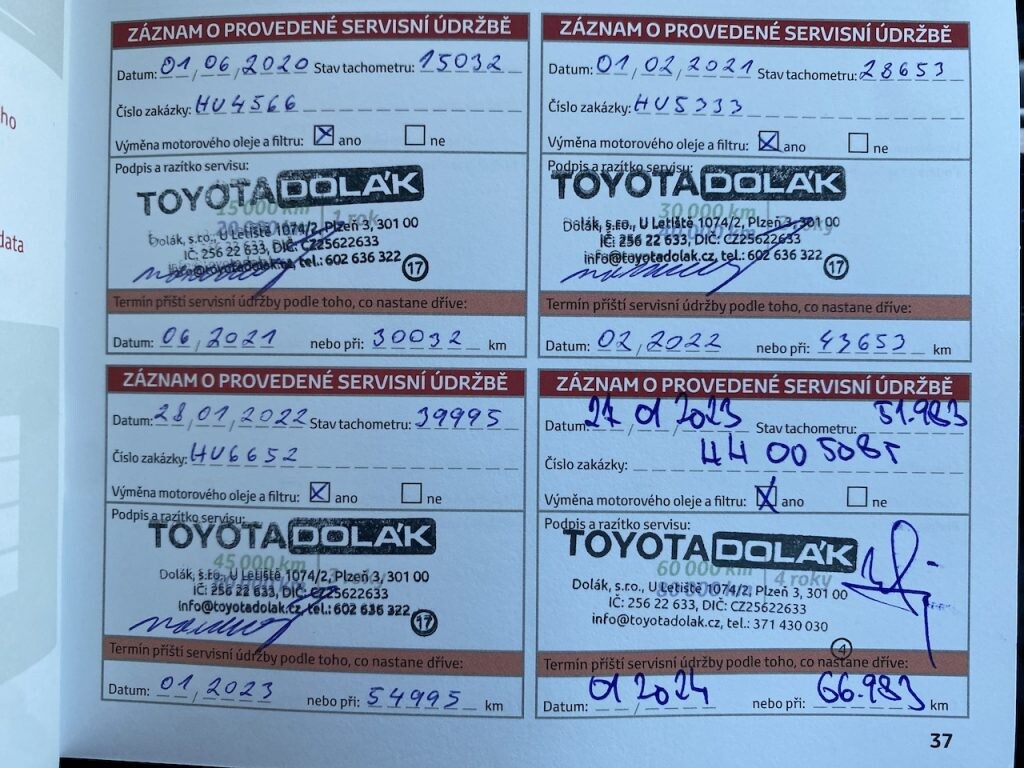 ho
data
ZÁZNAM O PROVEDENÉ SERVISNÍ ÚDRŽBĚ
Datum: 01 / 06 / 2020 Stav tachometru: 15032
Číslo zakázky: HU4566
Výměna motorového oleje a filtru: ☒ ano ☐ ne
Podpis a razítko servisu:
TOYOTA DOLÁK
15 000 km 1 rok
Dolák, s.r.o., U Letiště 1074/2, Plzeň 3, 301 00
IČ: 256 22 633, DIČ: CZ25622633
info@toyotadolak.cz, tel.: 602 636 322
17
Termín příští servisní údržby podle toho, co nastane dříve:
Datum: 06 / 2021 nebo při: 30032 km
ZÁZNAM O PROVEDENÉ SERVISNÍ ÚDRŽBĚ
Datum: 01 / 02 / 2021 Stav tachometru: 28653
Číslo zakázky: HU5333
Výměna motorového oleje a filtru: ☒ ano ☐ ne
Podpis a razítko servisu:
TOYOTA DOLÁK
30 000 km roky
Dolák, s.r.o., U Letiště 1074/2, Plzeň 3, 301 00
IČ: 256 22 633, DIČ: CZ25622633
info@toyotadolak.cz, tel.: 602 636 322
17
Termín příští servisní údržby podle toho, co nastane dříve:
Datum: 02 / 2022 nebo při: 43653 km
ZÁZNAM O PROVEDENÉ SERVISNÍ ÚDRŽBĚ
Datum: 28 / 01 / 2022 Stav tachometru: 39995
Číslo zakázky: HU6652
Výměna motorového oleje a filtru: ☒ ano ☐ ne
Podpis a razítko servisu:
TOYOTA DOLÁK
45 000 km
Dolák, s.r.o., U Letiště 1074/2, Plzeň 3, 301 00
IČ: 256 22 633, DIČ: CZ25622633
info@toyotadolak.cz, tel.: 602 636 322
17
Termín příští servisní údržby podle toho, co nastane dříve:
Datum: 01 / 2023 nebo při: 54995 km
ZÁZNAM O PROVEDENÉ SERVISNÍ ÚDRŽBĚ
Datum: 27 / 01 / 2023 Stav tachometru: 51.983
Číslo zakázky:
Výměna motorového oleje a filtru: ☒ ano ☐ ne
Podpis a razítko servisu:
TOYOTA DOLÁK
60 000 km 4 roky
Dolák, s.r.o., U Letiště 1074/2, Plzeň 3, 301 00
IČ: 256 22 633, DIČ: CZ25622633
info@toyotadolak.cz, tel.: 371 430 030
4
Termín příští servisní údržby podle toho, co nastane dříve:
Datum: 01 / 2024 nebo při: 66.983 km
37